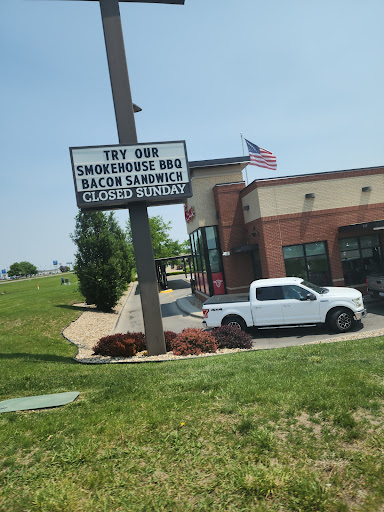 TRY OUR
SMOKEHOUSE BBQ
BACON SANDWICH
CLOSED SUNDAY